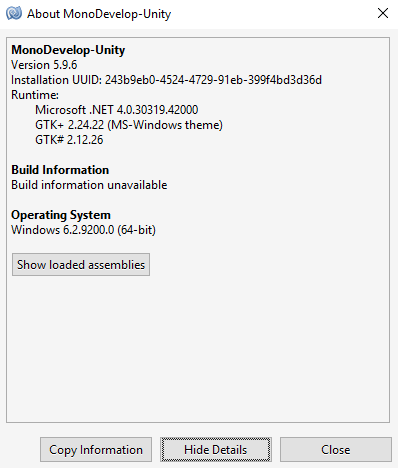 About MonoDevelop-Unity
MonoDevelop-Unity
Version 5.9.6
Installation UUID: 243b9eb0-4524-4729-91eb-399f4bd3d36d
Runtime:
Microsoft .NET 4.0.30319.42000
GTK+ 2.24.22 (MS-Windows theme)
GTK# 2.12.26
Build Information
Build information unavailable
Operating System
Windows 6.2.9200.0 (64-bit)
Show loaded assemblies
Copy Information
Hide Details
Close